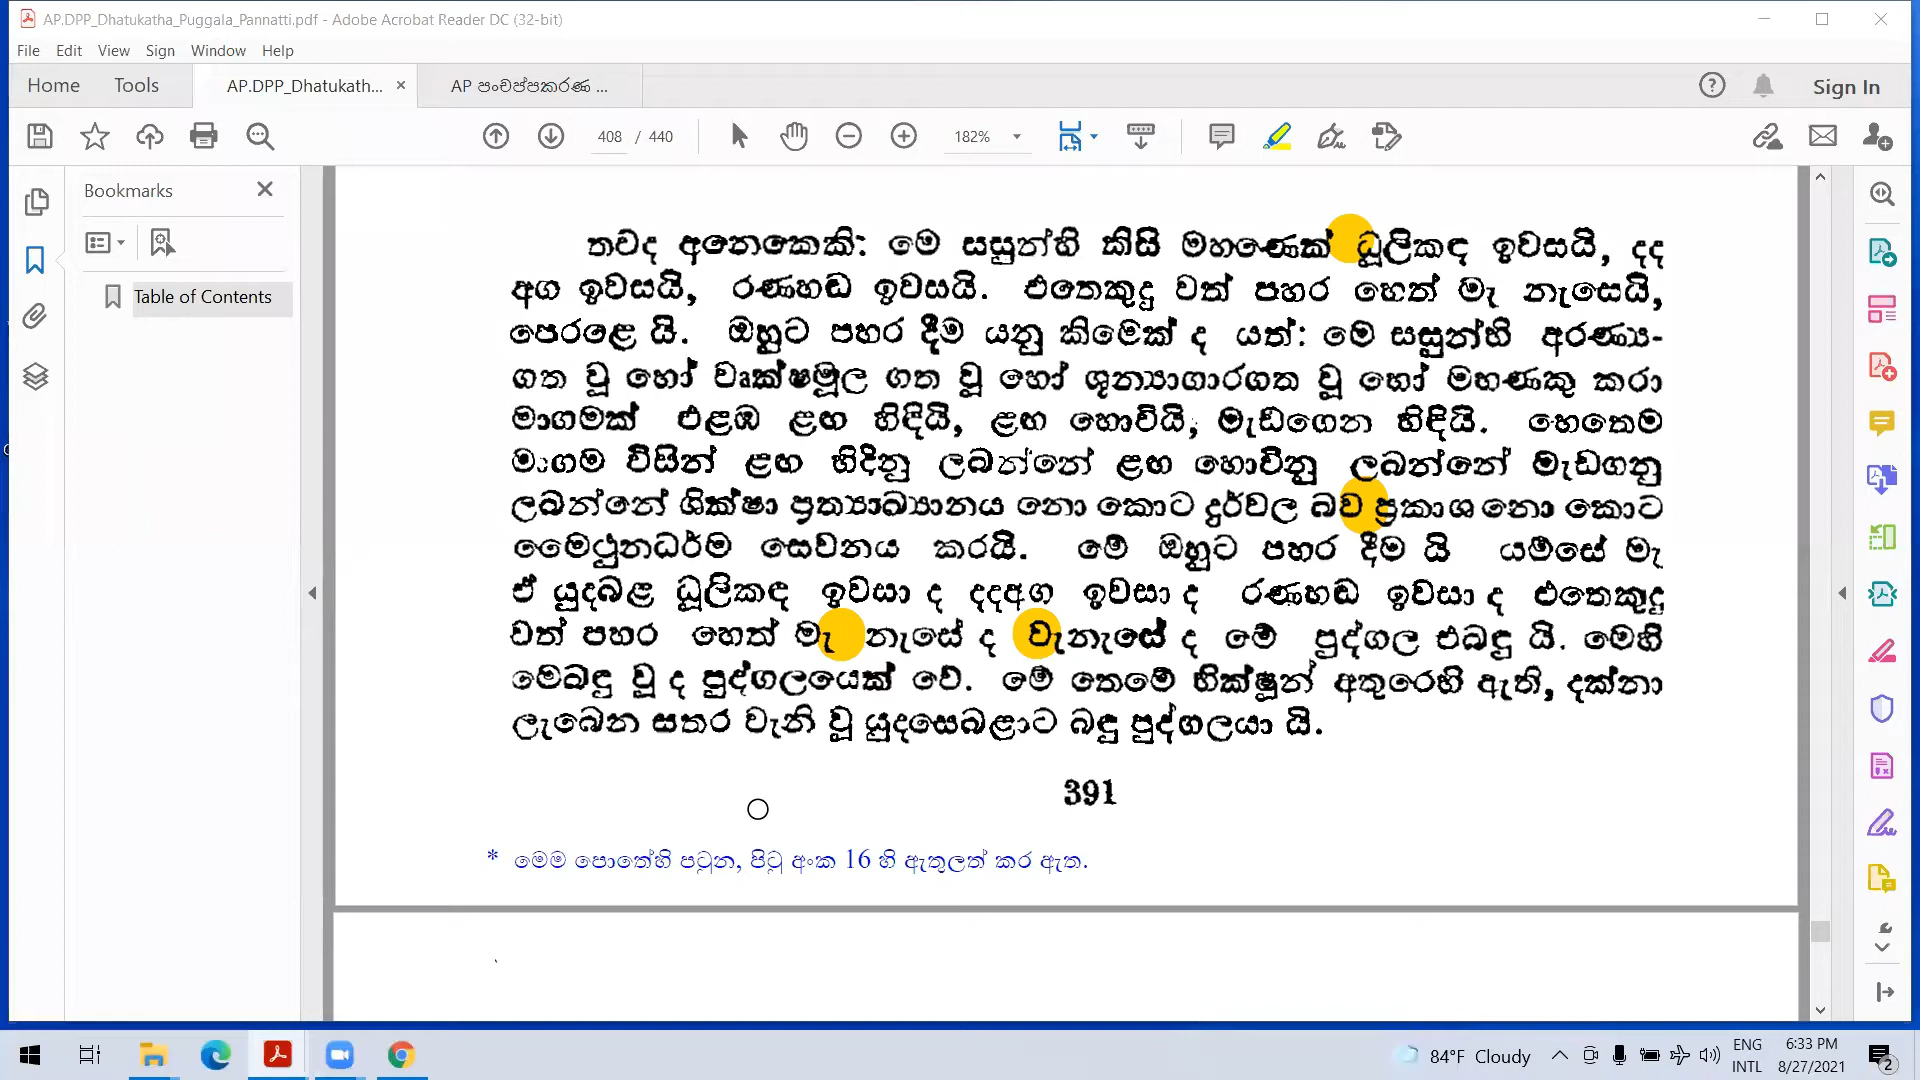 AP.DPP_Dhatukatha_Puggala_Pannatti.pdf - Adobe Acrobat Reader DC (32-bit)
File Edit View Sign Window Help
Home Tools AP.DPP_Dhatukath... × AP පංචප්පකරණ ... Sign In
408 / 440 182%
Bookmarks
Table of Contents
තවද අනෙකෙකි: මෙ සසුන්හි කිසි මහණෙක් ධූලිකඳ ඉවසයි, දද
අග ඉවසයි, රණහඬ ඉවසයි. එතෙකුදු වත් පහර හෙත් මැ නැසෙයි,
පෙරළෙ යි. ඔහුට පහර දීම යනු කිමෙක් ද යත්: මෙ සසුන්හි අරණ්‍ය-
ගත වූ හෝ වෘක්ෂමූල ගත වූ හෝ ශූන්‍යාගාරගත වූ හෝ මහණකු කරා
මාගමක් එළඹ ළඟ හිඳියි, ළඟ හොවියි, මැඩගෙන හිඳියි. හෙතෙම
මාගම විසින් ළඟ හිදිනු ලබන්නේ ළඟ හොවිනු ලබන්නේ මැඩගනු
ලබන්නේ ශික්ෂා ප්‍රත්‍යාඛ්‍යානය නො කොට දුර්වල බව ප්‍රකාශ නො කොට
මෛථුනධර්ම සෙවනය කරයි. මේ ඔහුට පහර දීම යි යම්සේ මැ
ඒ යුදබළ ධූලිකඳ ඉවසා ද දදඅග ඉවසා ද රණහඬ ඉවසා ද එතෙකුදු
වත් පහර හෙත් මැ නැසේ ද වැනැසේ ද මේ පුද්ගල එබඳු යි. මෙහි
මෙබඳු වූ ද පුද්ගලයෙක් වේ. මේ තෙමේ භික්ෂූන් අතුරෙහි ඇති, දක්නා
ලැබෙන සතර වැනි වූ යුදසෙබළාට බඳු පුද්ගලයා යි.
391
* මෙම පොතේහි පටුන, පිටු අංක 16 හි ඇතුලත් කර ඇත.
84°F Cloudy ENG INTL 6:33 PM 8/27/2021 2